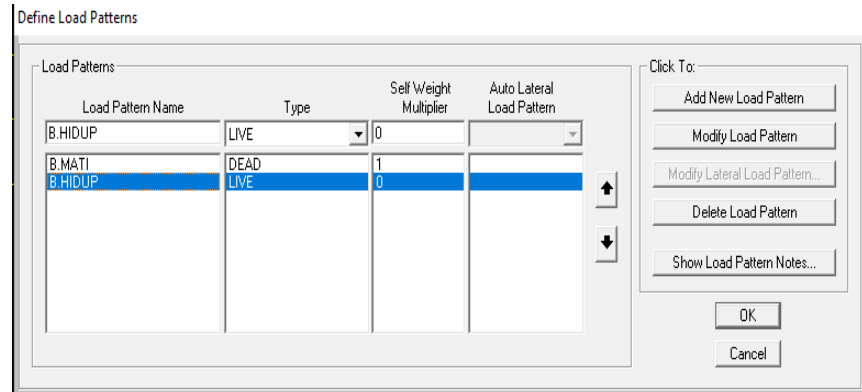 Define Load Patterns
Load Patterns
Click To:
Load Pattern Name Type Self Weight Multiplier Auto Lateral Load Pattern
B.HIDUP LIVE 0
B.MATI DEAD 1
B.HIDUP LIVE 0
Add New Load Pattern
Modify Load Pattern
Modify Lateral Load Pattern...
Delete Load Pattern
Show Load Pattern Notes...
OK
Cancel